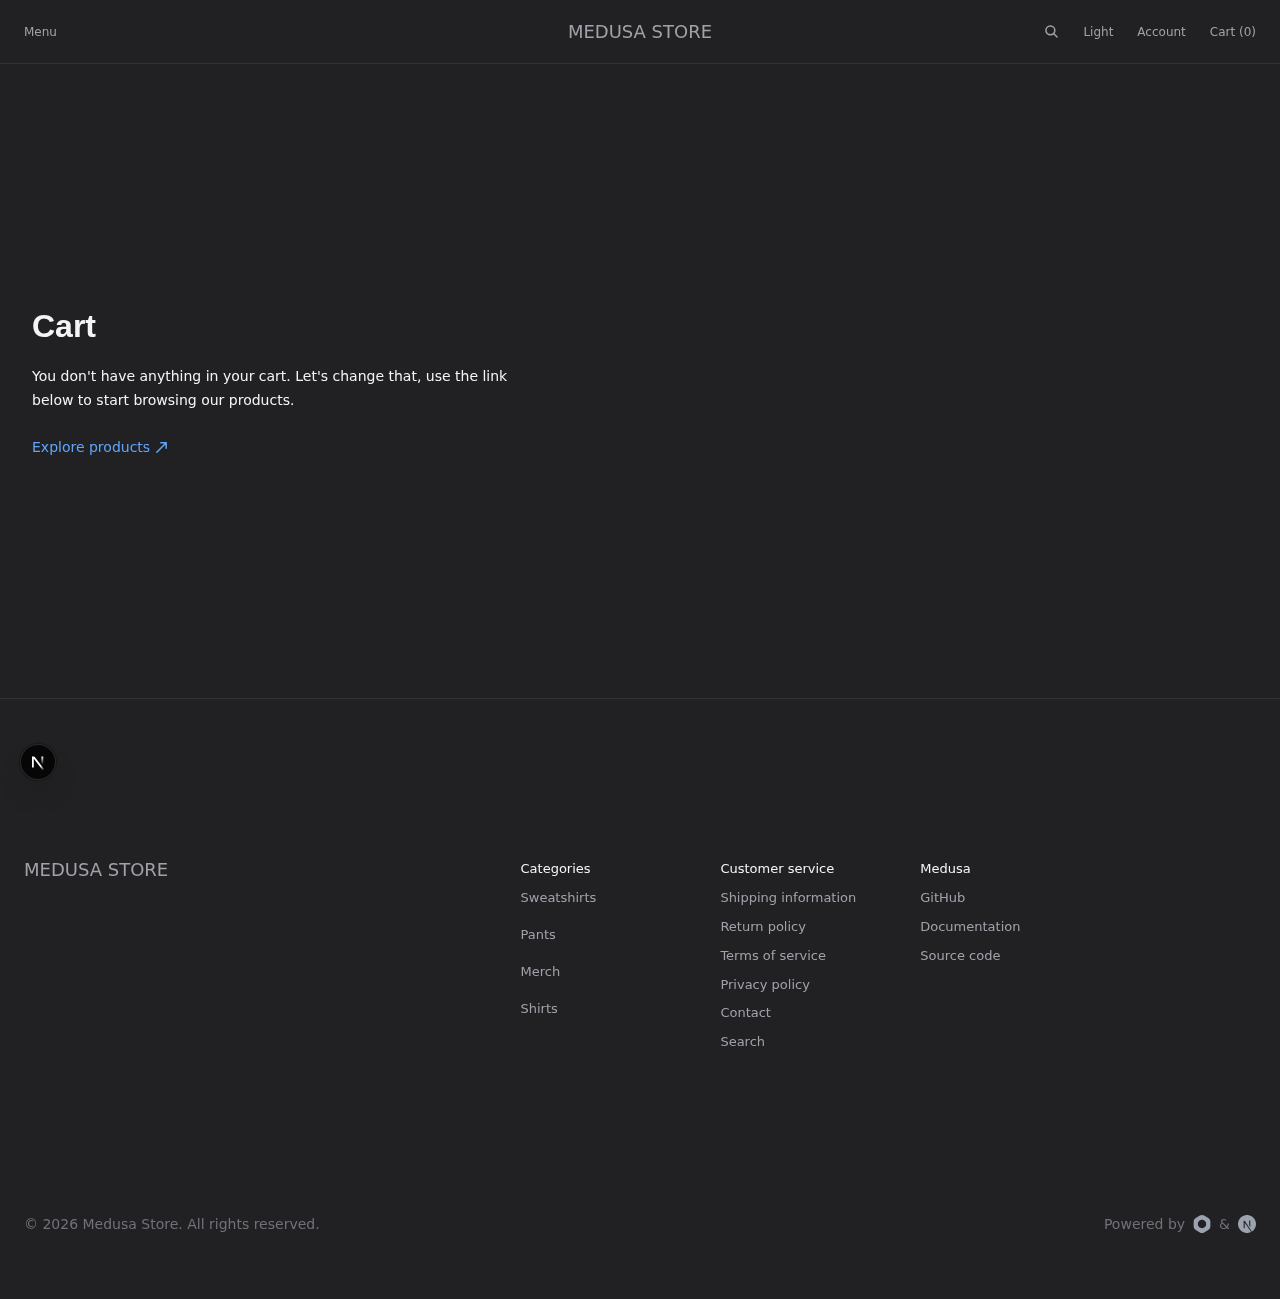 Menu
MEDUSA STORE
Light
Account
Cart (0)
Cart
You don't have anything in your cart. Let's change that, use the link
below to start browsing our products.
Explore products
N
MEDUSA STORE
Categories
Sweatshirts
Pants
Merch
Shirts
Customer service
Shipping information
Return policy
Terms of service
Privacy policy
Contact
Search
Medusa
GitHub
Documentation
Source code
© 2026 Medusa Store. All rights reserved.
Powered by & N